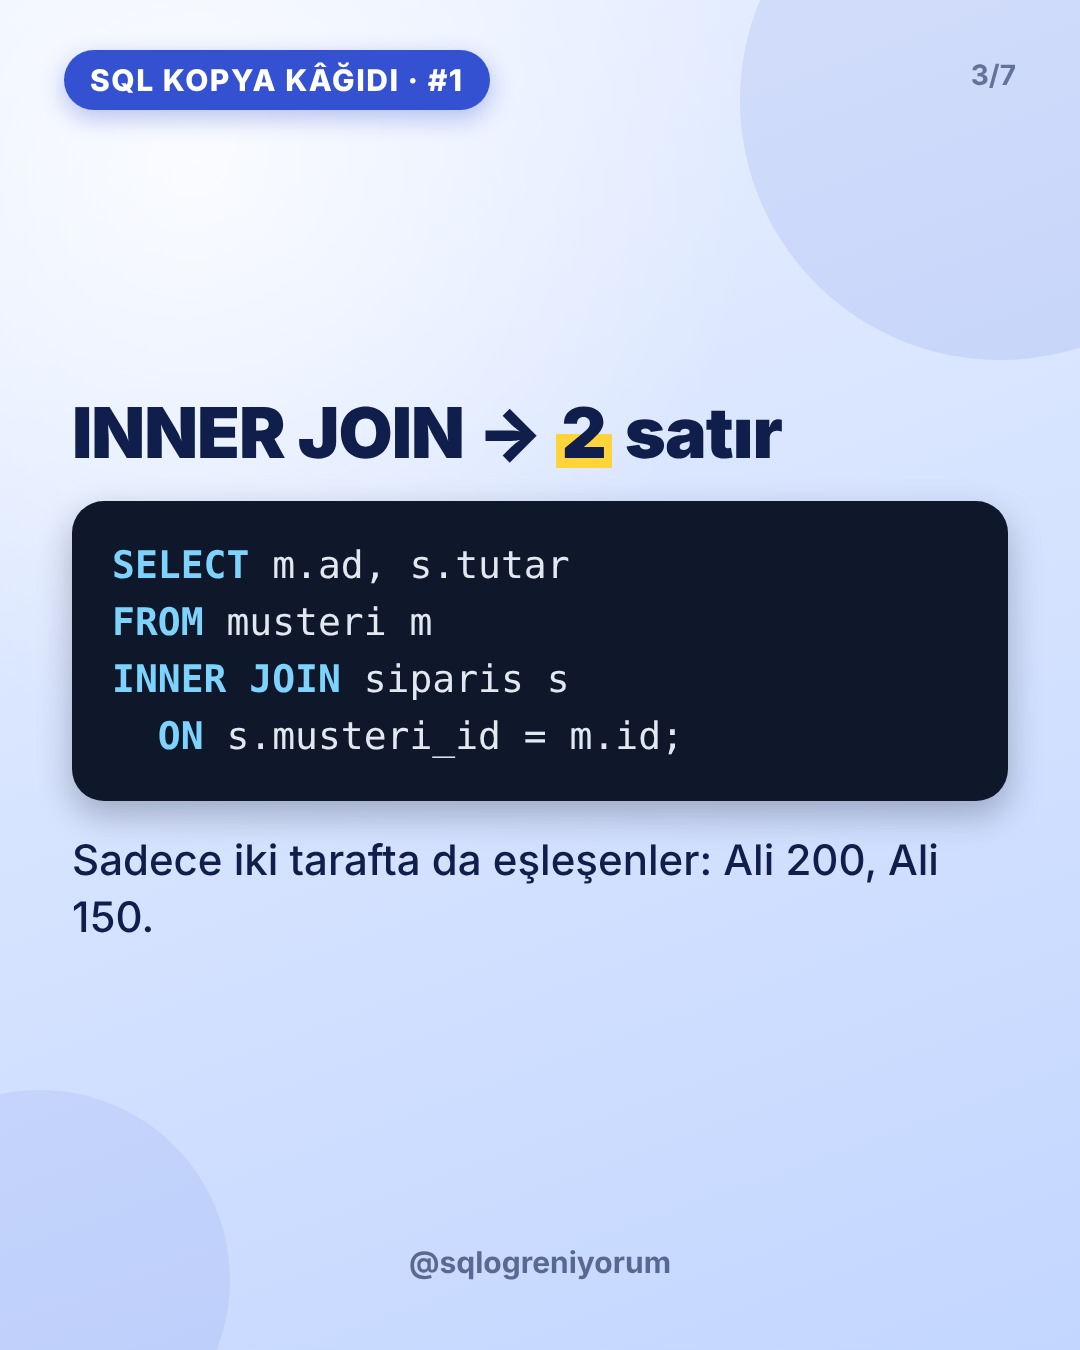 SQL KOPYA KÂĞIDI · #1
3/7
INNER JOIN → 2 satır
SELECT m.ad, s.tutar
FROM musteri m
INNER JOIN siparis s
  ON s.musteri_id = m.id;
Sadece iki tarafta da eşleşenler: Ali 200, Ali
150.
@sqlogreniyorum